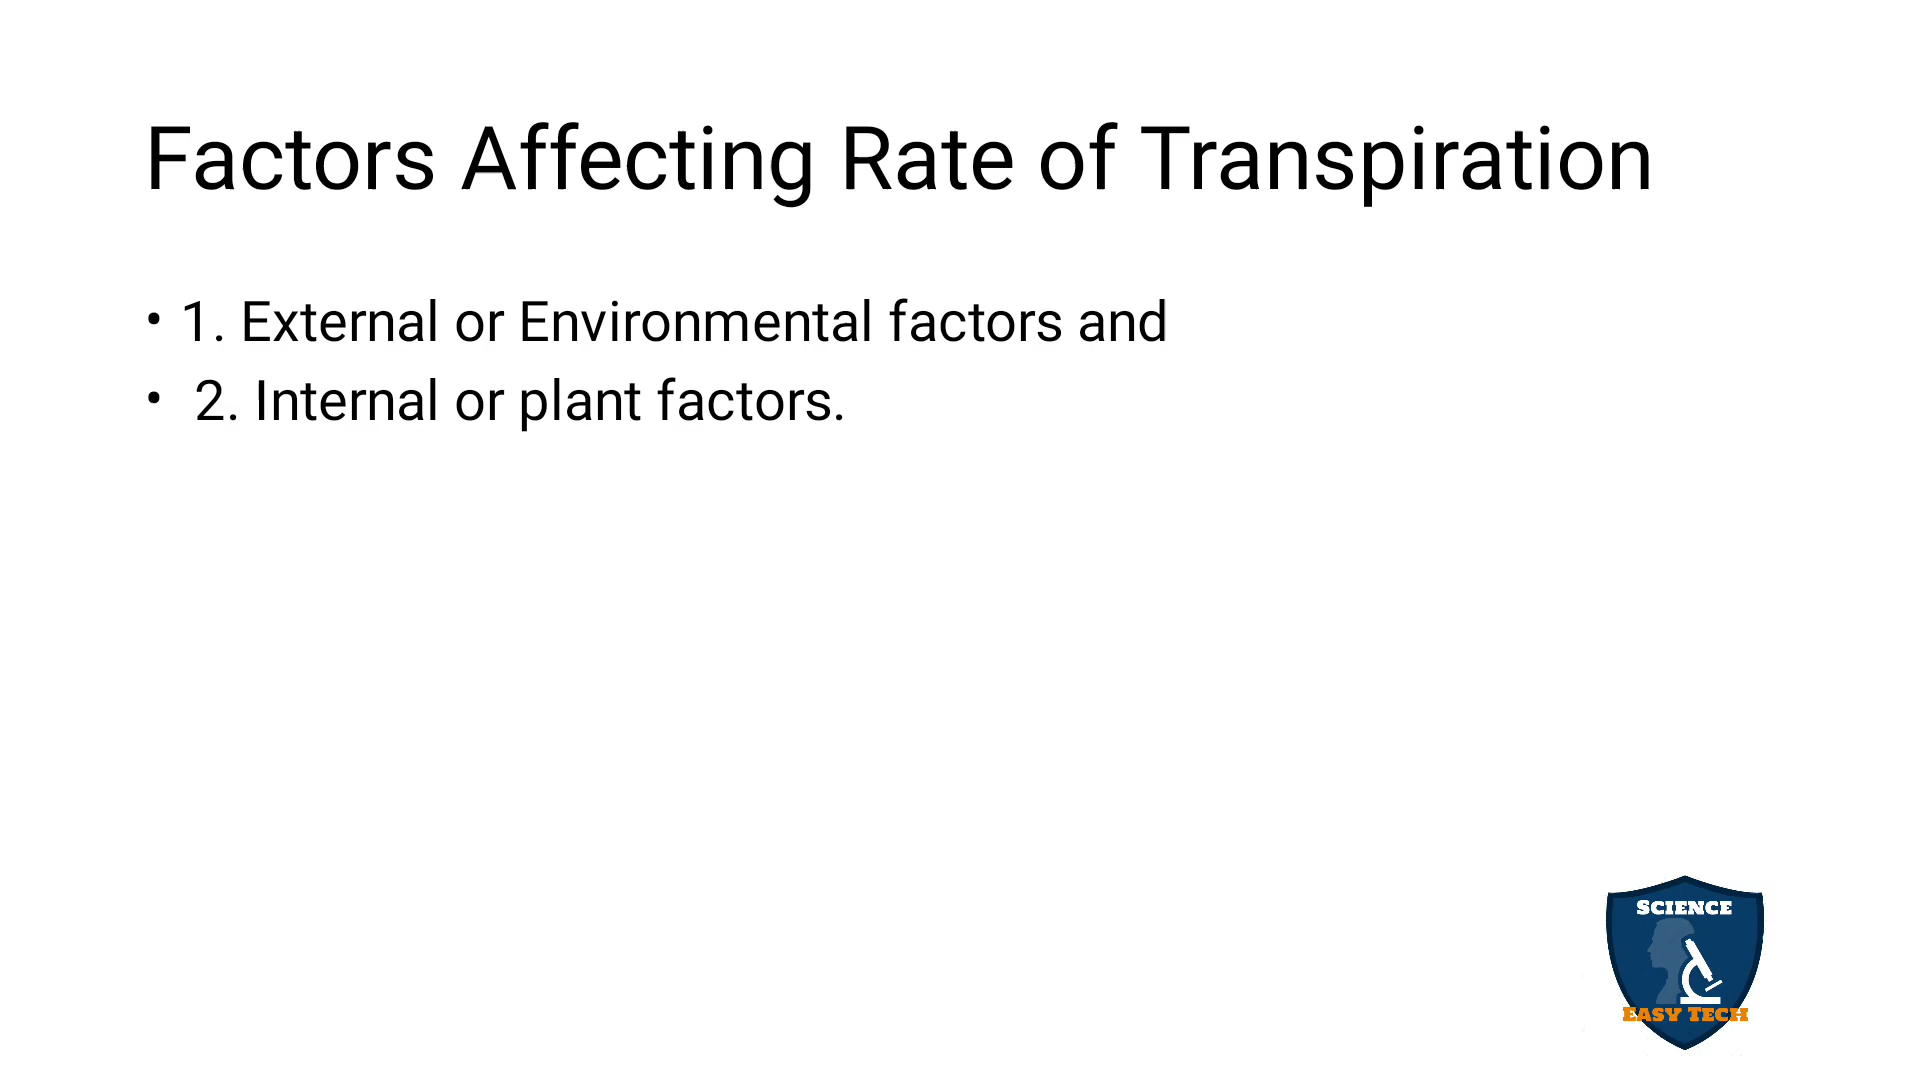 Factors Affecting Rate of Transpiration
• 1. External or Environmental factors and
• 2. Internal or plant factors.
SCIENCE
EASY TECH